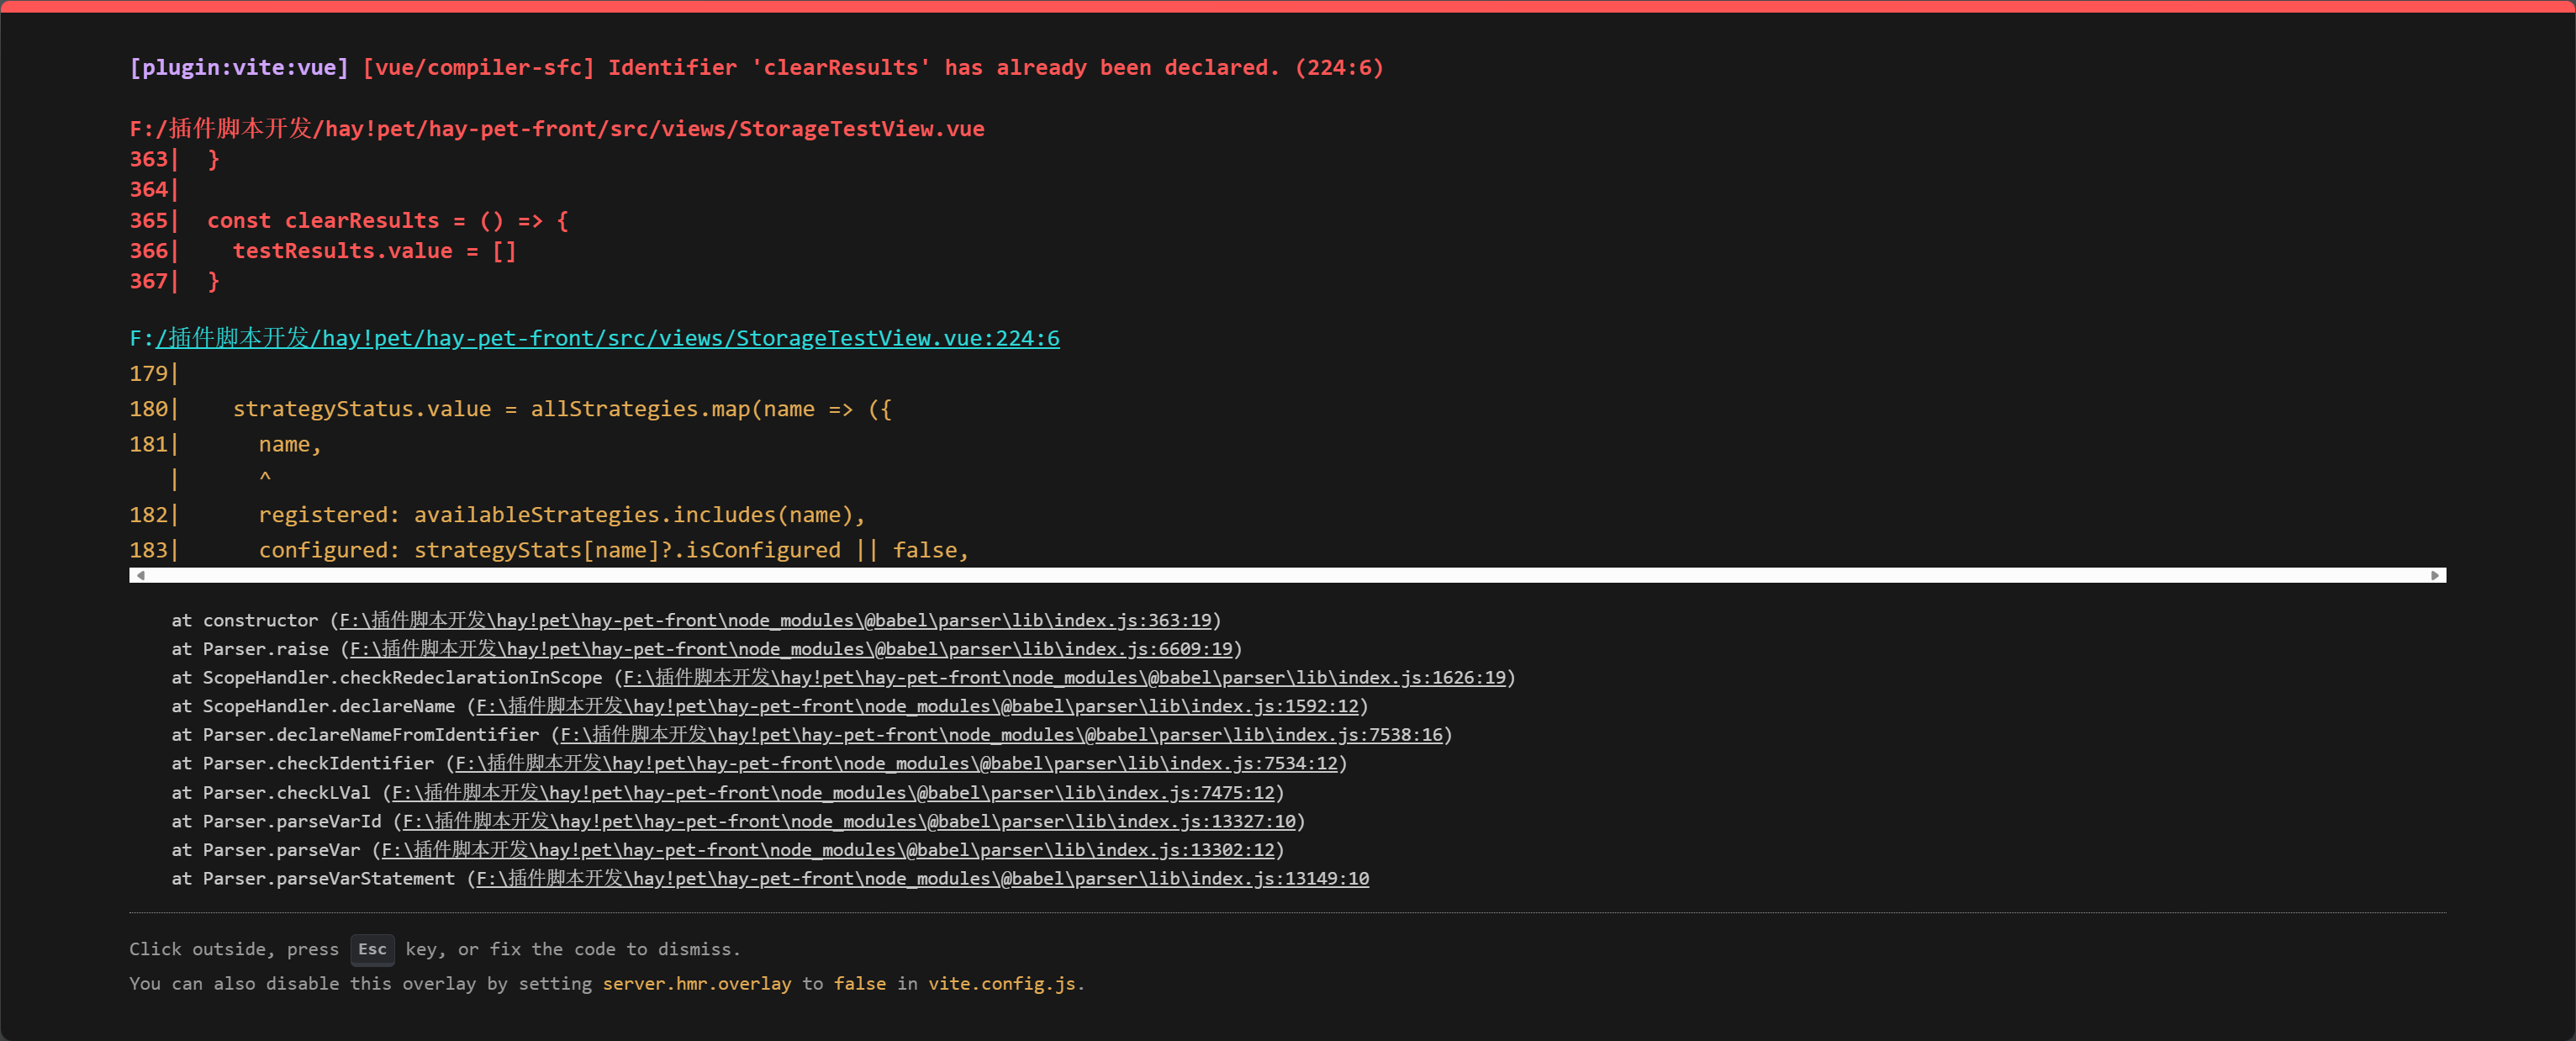 [plugin:vite:vue] [vue/compiler-sfc] Identifier 'clearResults' has already been declared. (224:6)
F:/插件脚本开发/hay!pet/hay-pet-front/src/views/StorageTestView.vue
363|  }
364|
365|  const clearResults = () => {
366|    testResults.value = []
367|  }
F:/插件脚本开发/hay!pet/hay-pet-front/src/views/StorageTestView.vue:224:6
179|
180|    strategyStatus.value = allStrategies.map(name => ({
181|      name,
   |      ^
182|      registered: availableStrategies.includes(name),
183|      configured: strategyStats[name]?.isConfigured || false,
at constructor (F:\插件脚本开发\hay!pet\hay-pet-front\node_modules\@babel\parser\lib\index.js:363:19)
at Parser.raise (F:\插件脚本开发\hay!pet\hay-pet-front\node_modules\@babel\parser\lib\index.js:6609:19)
at ScopeHandler.checkRedeclarationInScope (F:\插件脚本开发\hay!pet\hay-pet-front\node_modules\@babel\parser\lib\index.js:1626:19)
at ScopeHandler.declareName (F:\插件脚本开发\hay!pet\hay-pet-front\node_modules\@babel\parser\lib\index.js:1592:12)
at Parser.declareNameFromIdentifier (F:\插件脚本开发\hay!pet\hay-pet-front\node_modules\@babel\parser\lib\index.js:7538:16)
at Parser.checkIdentifier (F:\插件脚本开发\hay!pet\hay-pet-front\node_modules\@babel\parser\lib\index.js:7534:12)
at Parser.checkLVal (F:\插件脚本开发\hay!pet\hay-pet-front\node_modules\@babel\parser\lib\index.js:7475:12)
at Parser.parseVarId (F:\插件脚本开发\hay!pet\hay-pet-front\node_modules\@babel\parser\lib\index.js:13327:10)
at Parser.parseVar (F:\插件脚本开发\hay!pet\hay-pet-front\node_modules\@babel\parser\lib\index.js:13302:12)
at Parser.parseVarStatement (F:\插件脚本开发\hay!pet\hay-pet-front\node_modules\@babel\parser\lib\index.js:13149:10
Click outside, press Esc key, or fix the code to dismiss.
You can also disable this overlay by setting server.hmr.overlay to false in vite.config.js.